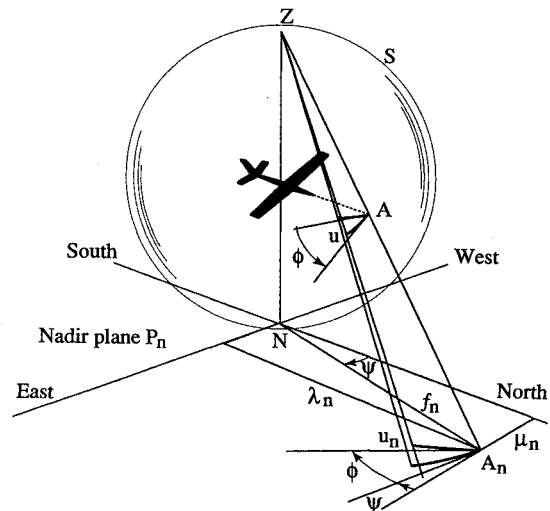 Z
S
A
u
ϕ
South
West
N
Nadir plane Pₙ
ψ
East
λₙ
fₙ
North
uₙ
μₙ
Aₙ
ϕ
ψ